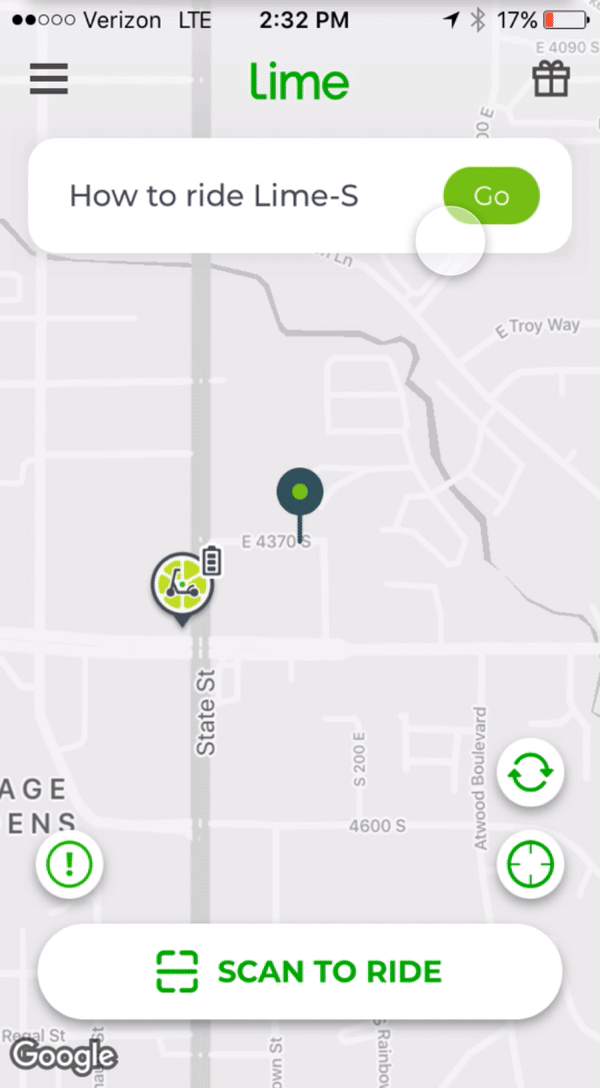 Verizon LTE 2:32 PM 17%
E 4090 S
Lime
How to ride Lime-S Go
Ln
E Troy Way
E 4370 S
State St
S 200 E
Atwood Boulevard
AGE
ENS
4600 S
!
SCAN TO RIDE
Regal St
Google